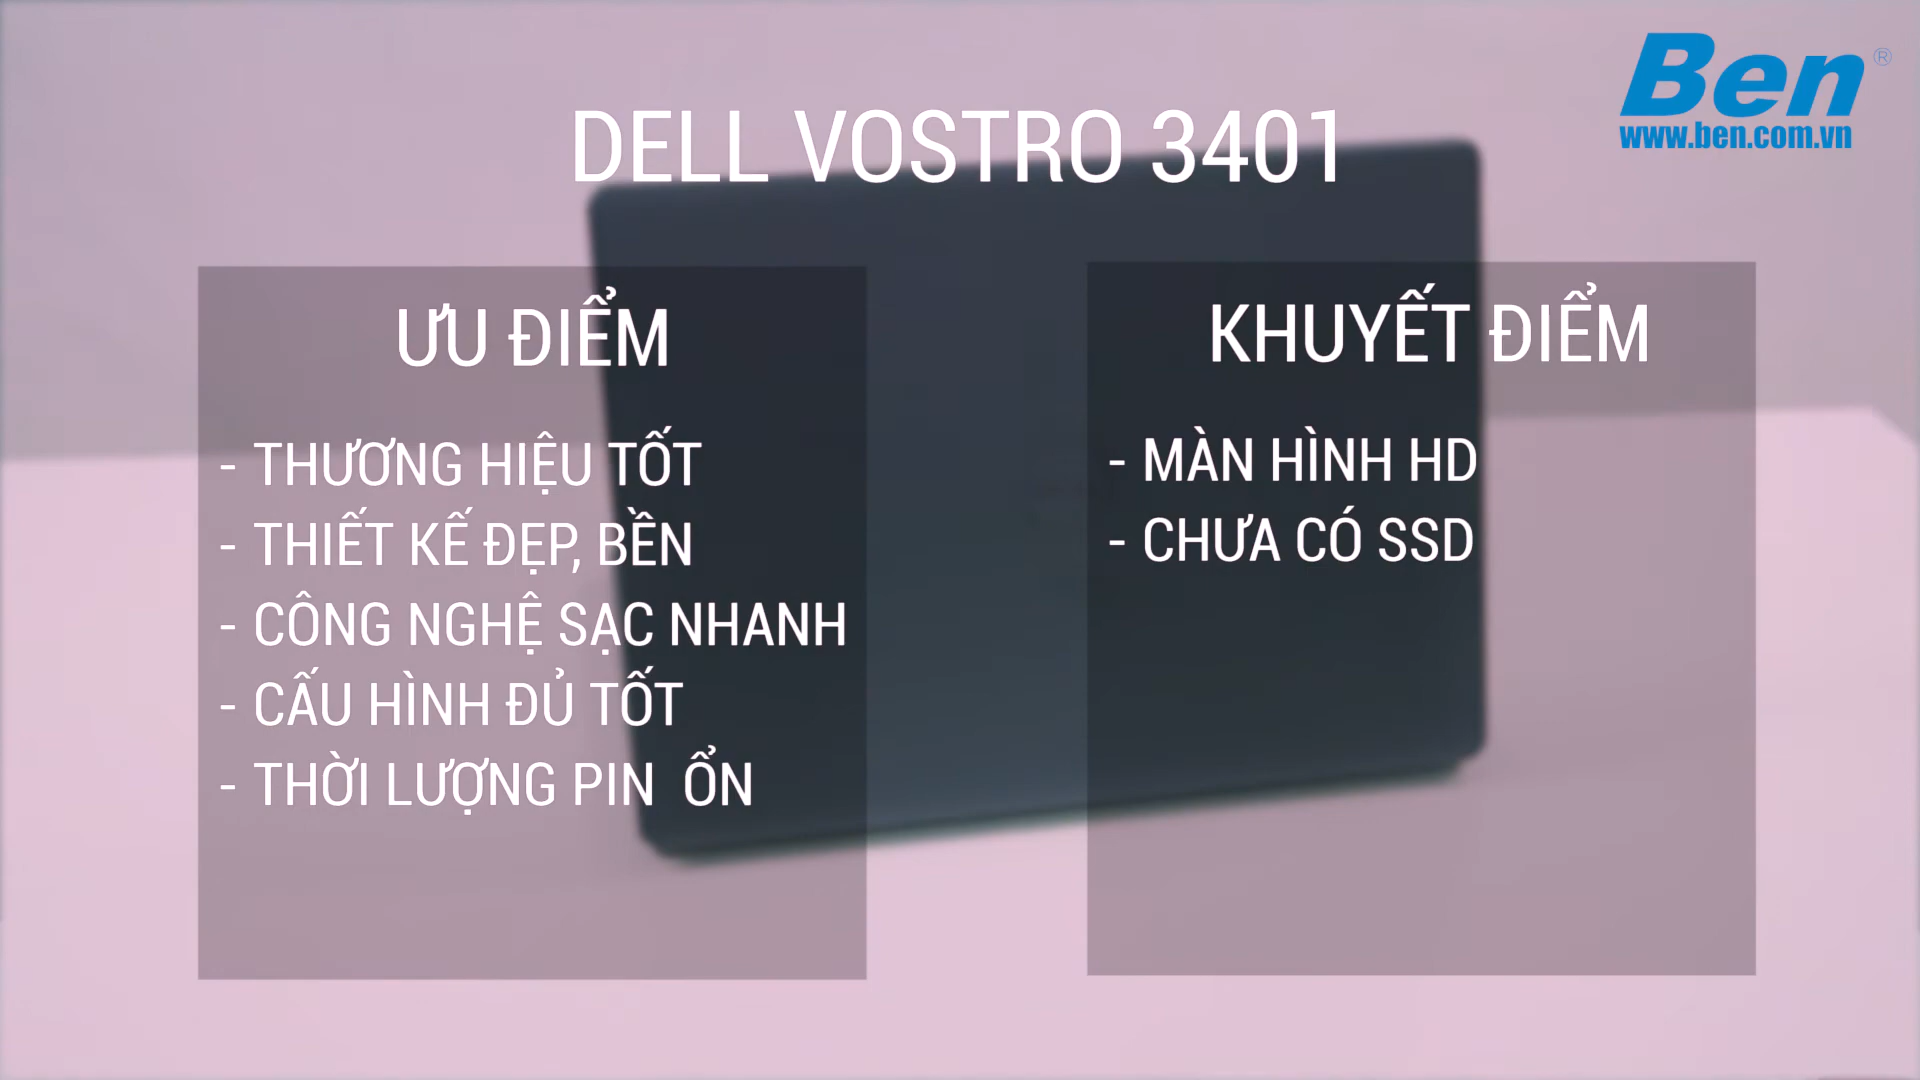 Ben®
www.ben.com.vn
DELL VOSTRO 3401
ƯU ĐIỂM
- THƯƠNG HIỆU TỐT
- THIẾT KẾ ĐẸP, BỀN
- CÔNG NGHỆ SẠC NHANH
- CẤU HÌNH ĐỦ TỐT
- THỜI LƯỢNG PIN  ỔN
KHUYẾT ĐIỂM
- MÀN HÌNH HD
- CHƯA CÓ SSD